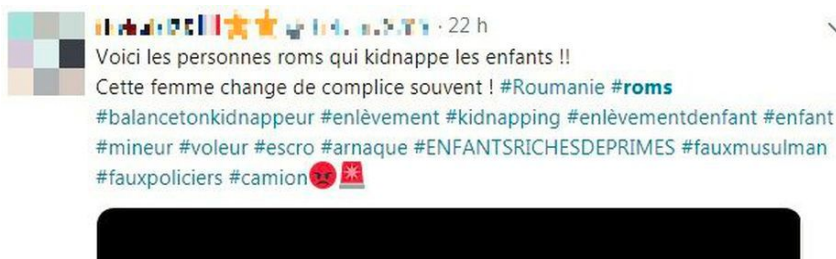 · 22 h
Voici les personnes roms qui kidnappe les enfants !!
Cette femme change de complice souvent ! #Roumanie #roms
#balancetonkidnappeur #enlèvement #kidnapping #enlèvementdenfant #enfant
#mineur #voleur #escro #arnaque #ENFANTSRICHESDEPRIMES #fauxmusulman
#fauxpoliciers #camion